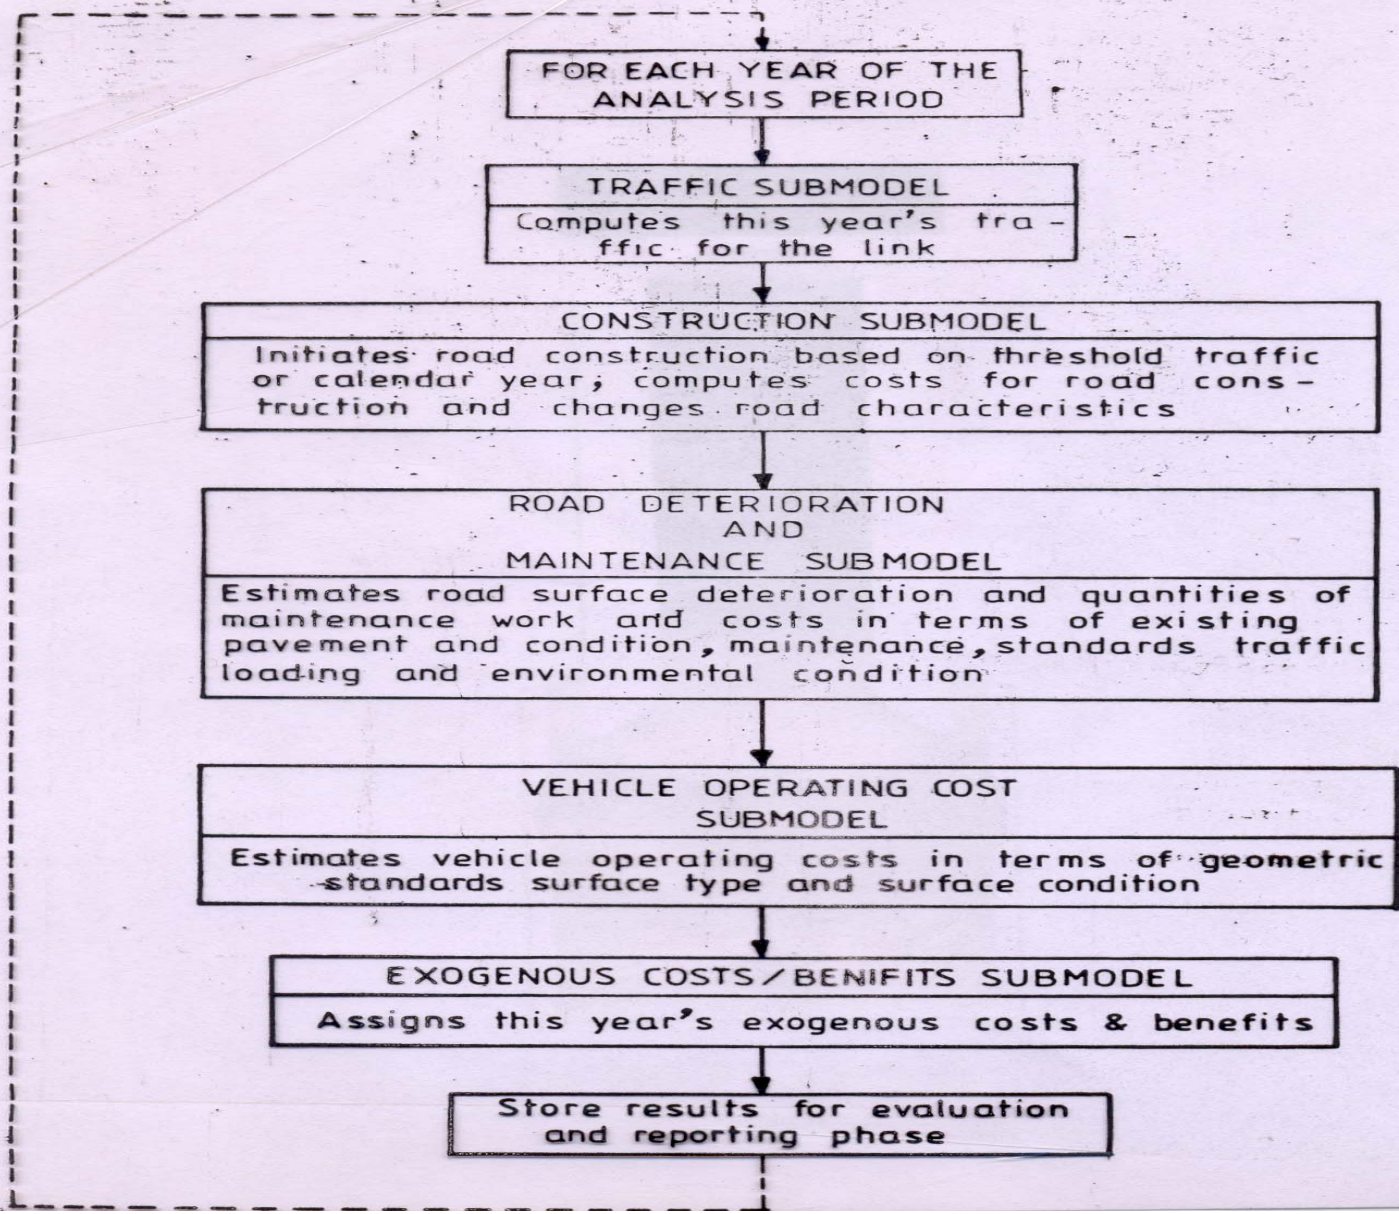 FOR EACH YEAR OF THE
ANALYSIS PERIOD
TRAFFIC SUBMODEL
Computes this year's tra-
ffic for the link
CONSTRUCTION SUBMODEL
Initiates road construction based on threshold traffic
or calendar year; computes costs for road cons-
truction and changes road characteristics
ROAD DETERIORATION
AND
MAINTENANCE SUBMODEL
Estimates road surface deterioration and quantities of
maintenance work and costs in terms of existing
pavement and condition, maintenance, standards traffic
loading and environmental condition
VEHICLE OPERATING COST
SUBMODEL
Estimates vehicle operating costs in terms of geometric
standards surface type and surface condition
EXOGENOUS COSTS/BENIFITS SUBMODEL
Assigns this year's exogenous costs & benefits
Store results for evaluation
and reporting phase